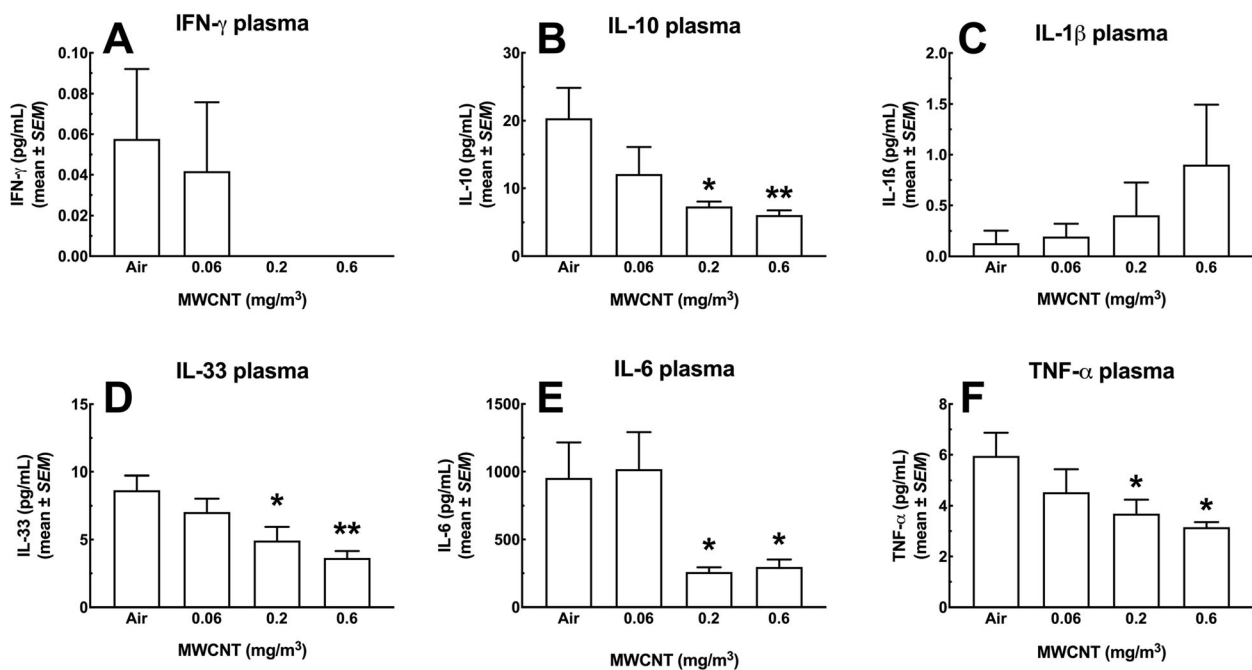 A
IFN-γ plasma
IFN-γ (pg/mL)
(mean ± SEM)
0.10
0.08
0.06
0.04
0.02
0.00
Air 0.06 0.2 0.6
MWCNT (mg/m³)
B
IL-10 plasma
IL-10 (pg/mL)
(mean ± SEM)
30
20
10
0
* **
Air 0.06 0.2 0.6
MWCNT (mg/m³)
C
IL-1β plasma
IL-1ß (pg/mL)
(mean ± SEM)
2.0
1.5
1.0
0.5
0.0
Air 0.06 0.2 0.6
MWCNT (mg/m³)
D
IL-33 plasma
IL-33 (pg/mL)
(mean ± SEM)
15
10
5
0
* **
Air 0.06 0.2 0.6
MWCNT (mg/m³)
E
IL-6 plasma
IL-6 (pg/mL)
(mean ± SEM)
1500
1000
500
0
* *
Air 0.06 0.2 0.6
MWCNT (mg/m³)
F
TNF-α plasma
TNF-α (pg/mL)
(mean ± SEM)
8
6
4
2
0
* *
Air 0.06 0.2 0.6
MWCNT (mg/m³)